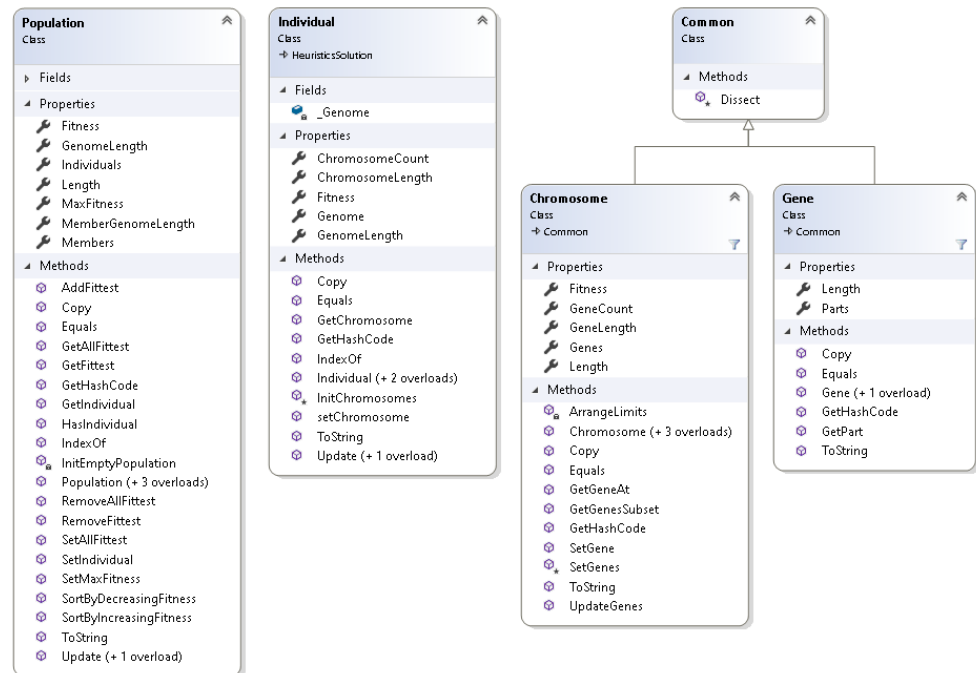 Population
Class
Fields
Properties
Fitness
GenomeLength
Individuals
Length
MaxFitness
MemberGenomeLength
Members
Methods
AddFittest
Copy
Equals
GetAllFittest
GetFittest
GetHashCode
GetIndividual
HasIndividual
IndexOf
InitEmptyPopulation
Population (+ 3 overloads)
RemoveAllFittest
RemoveFittest
SetAllFittest
SetIndividual
SetMaxFitness
SortByDecreasingFitness
SortByIncreasingFitness
ToString
Update (+ 1 overload)
Individual
Class
HeuristicsSolution
Fields
_Genome
Properties
ChromosomeCount
ChromosomeLength
Fitness
Genome
GenomeLength
Methods
Copy
Equals
GetChromosome
GetHashCode
IndexOf
Individual (+ 2 overloads)
InitChromosomes
setChromosome
ToString
Update (+ 1 overload)
Common
Class
Methods
Dissect
Chromosome
Class
Common
Properties
Fitness
GeneCount
GeneLength
Genes
Length
Methods
ArrangeLimits
Chromosome (+ 3 overloads)
Copy
Equals
GetGeneAt
GetGenesSubset
GetHashCode
SetGene
SetGenes
ToString
UpdateGenes
Gene
Class
Common
Properties
Length
Parts
Methods
Copy
Equals
Gene (+ 1 overload)
GetHashCode
GetPart
ToString